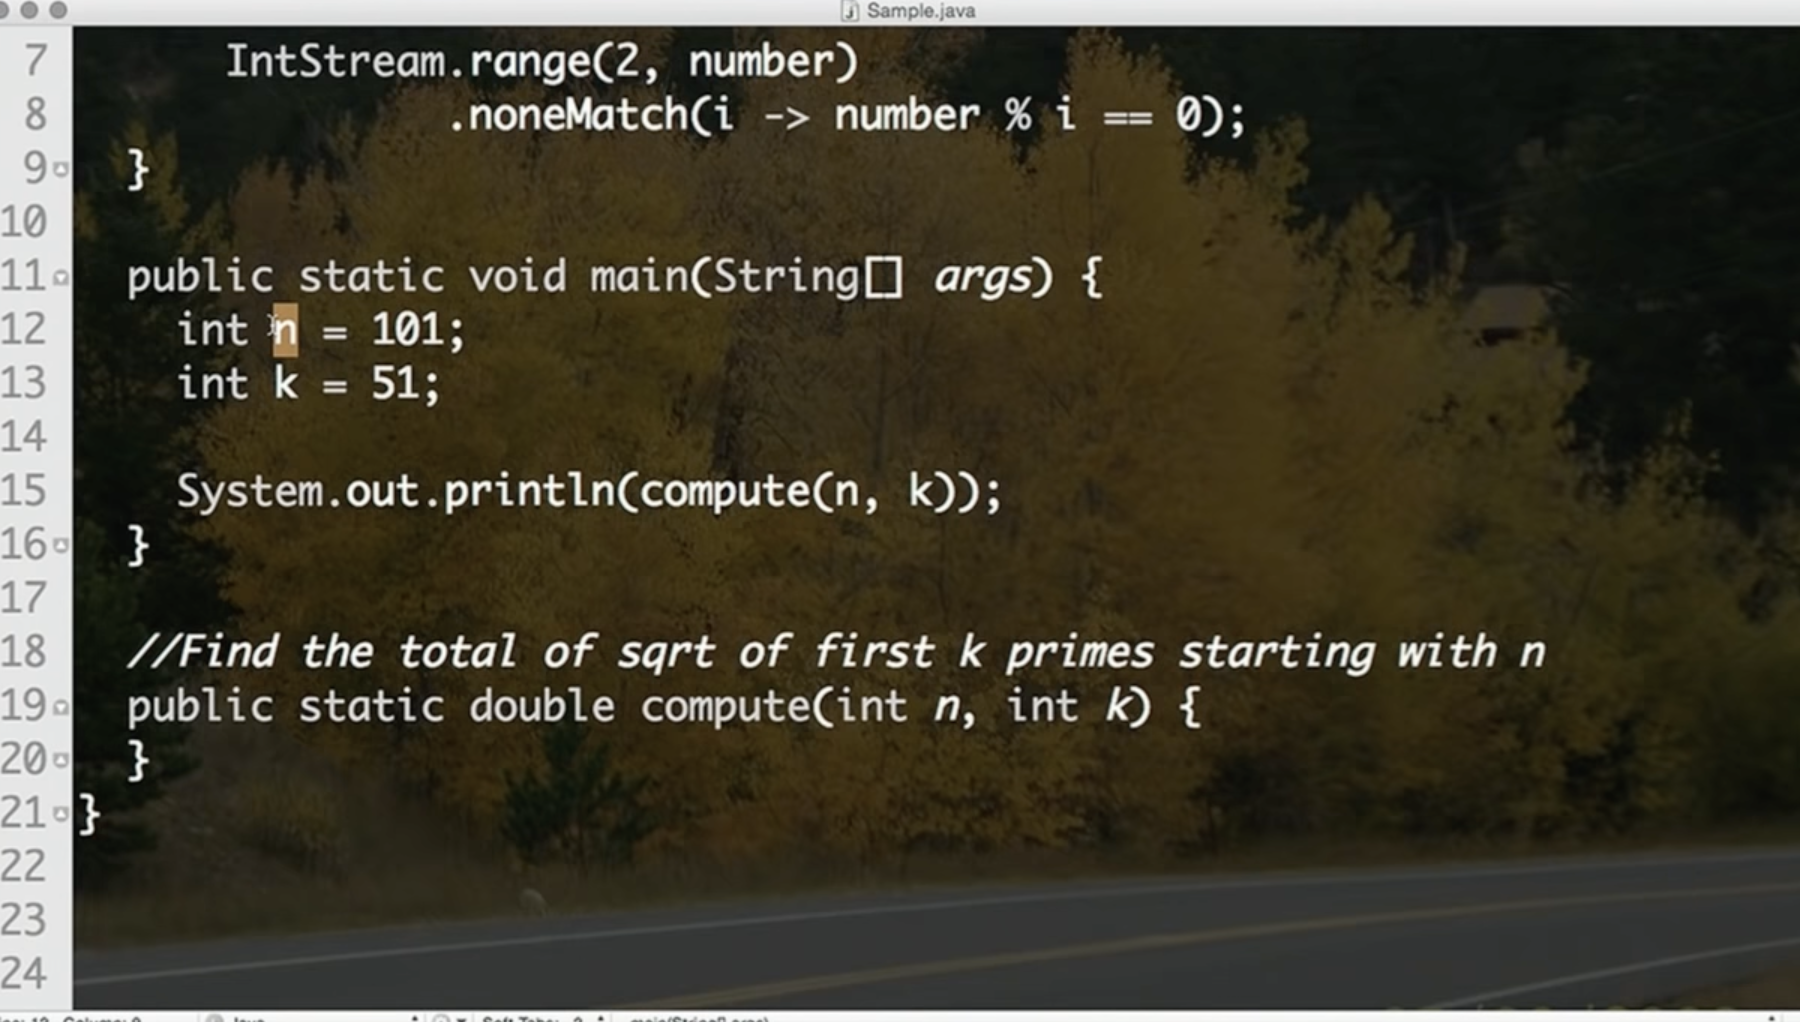 Sample.java
7 IntStream.range(2, number)
8 .noneMatch(i -> number % i == 0);
9 }
10
11 public static void main(String[] args) {
12 int n = 101;
13 int k = 51;
14
15 System.out.println(compute(n, k));
16 }
17
18 //Find the total of sqrt of first k primes starting with n
19 public static double compute(int n, int k) {
20 }
21 }
22
23
24